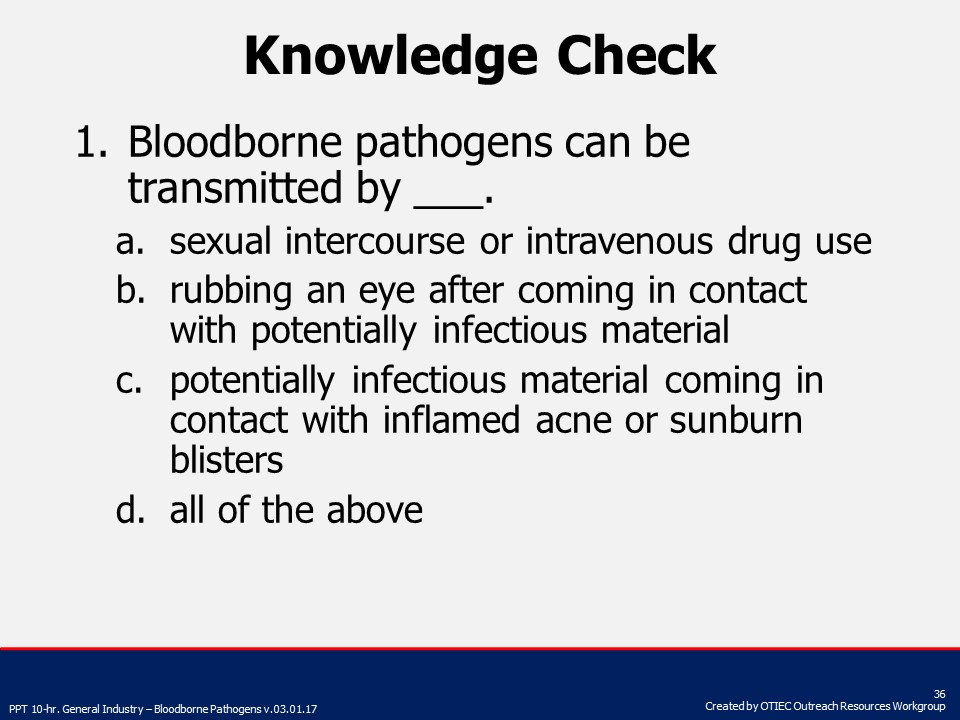 Knowledge Check
1. Bloodborne pathogens can be
transmitted by ___.
a. sexual intercourse or intravenous drug use
b. rubbing an eye after coming in contact
with potentially infectious material
c. potentially infectious material coming in
contact with inflamed acne or sunburn
blisters
d. all of the above
36
PPT 10-hr. General Industry – Bloodborne Pathogens v.03.01.17
Created by OTIEC Outreach Resources Workgroup